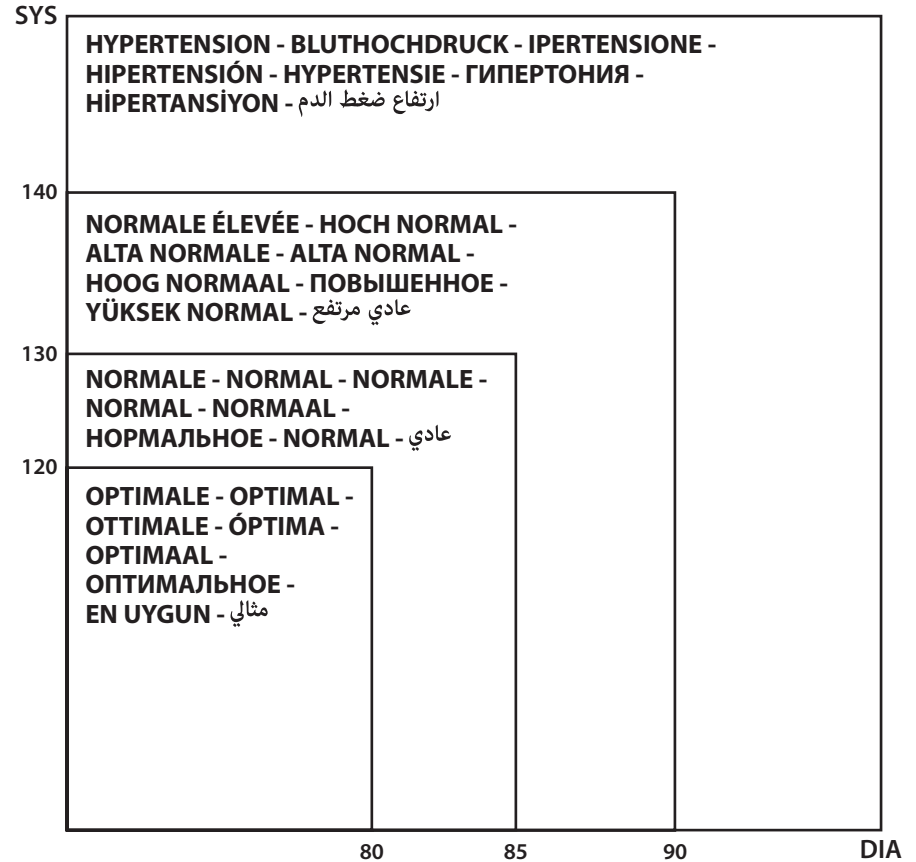 SYS
HYPERTENSION - BLUTHOCHDRUCK - IPERTENSIONE -
HIPERTENSIÓN - HYPERTENSIE - ГИПЕРТОНИЯ -
HİPERTANSİYON - ارتفاع ضغط الدم
140
NORMALE ÉLEVÉE - HOCH NORMAL -
ALTA NORMALE - ALTA NORMAL -
HOOG NORMAAL - ПОВЫШЕННОЕ -
YÜKSEK NORMAL - عادي مرتفع
130
NORMALE - NORMAL - NORMALE -
NORMAL - NORMAAL -
НОРМАЛЬНОЕ - NORMAL - عادي
120
OPTIMALE - OPTIMAL -
OTTIMALE - ÓPTIMA -
OPTIMAAL -
ОПТИМАЛЬНОЕ -
EN UYGUN - مثالي
80 85 90 DIA